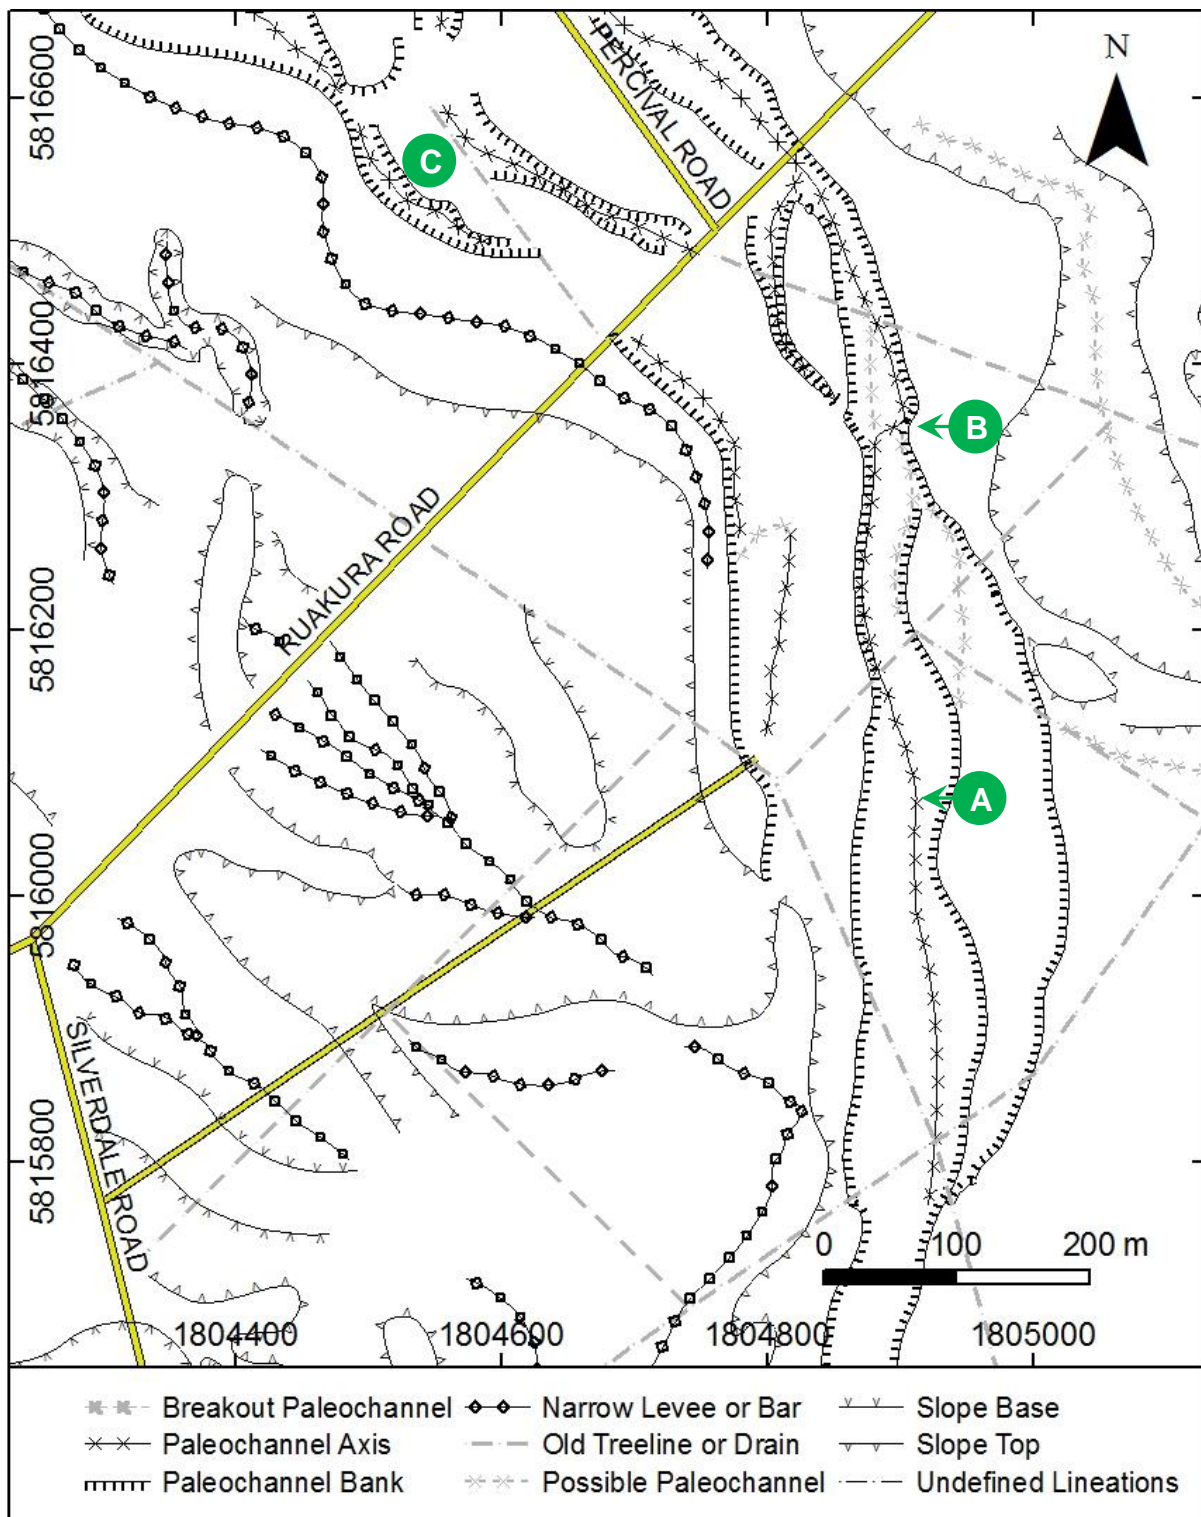 N
PERCIVAL ROAD
5816600
C
5816400
B
RUAKURA ROAD
5816200
A
5816000
SILVERDALE ROAD
5815800
0 100 200 m
1804400 1804600 1804800 1805000
Breakout Paleochannel Narrow Levee or Bar Slope Base
Paleochannel Axis Old Treeline or Drain Slope Top
Paleochannel Bank Possible Paleochannel Undefined Lineations